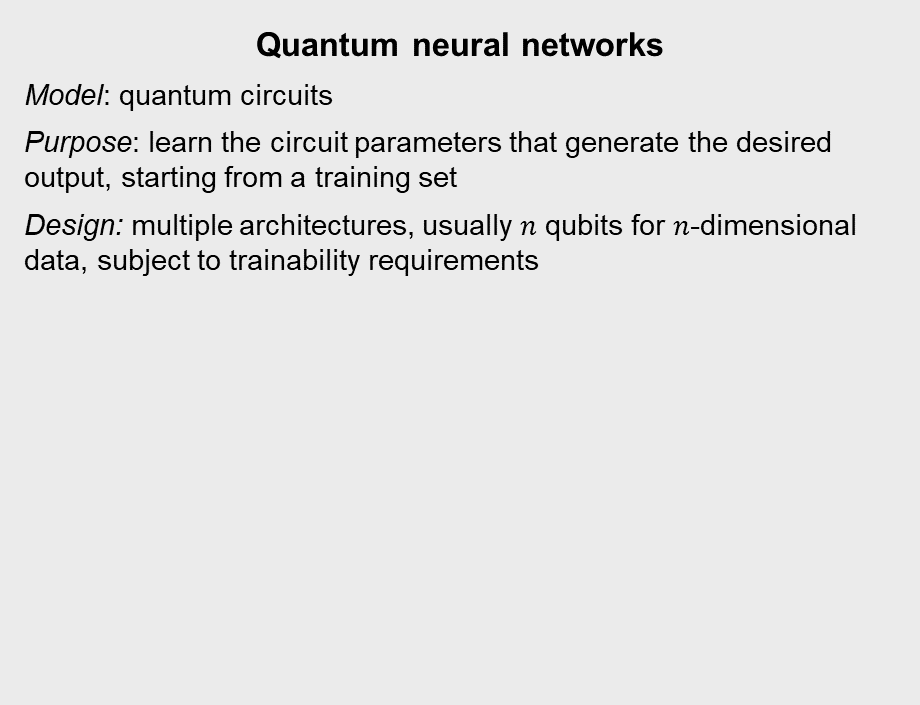 Quantum neural networks
Model: quantum circuits
Purpose: learn the circuit parameters that generate the desired
output, starting from a training set
Design: multiple architectures, usually n qubits for n-dimensional
data, subject to trainability requirements